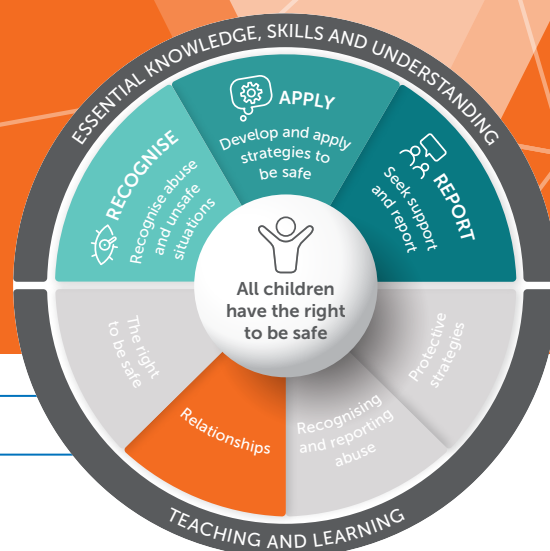 ESSENTIAL KNOWLEDGE, SKILLS AND UNDERSTANDING
RECOGNISE
Recognise abuse
and unsafe
situations
APPLY
Develop and apply
strategies to
be safe
REPORT
Seek support
and report
All children
have the right
to be safe
The right
to be safe
Relationships
Recognising
and reporting
abuse
Protective
strategies
TEACHING AND LEARNING